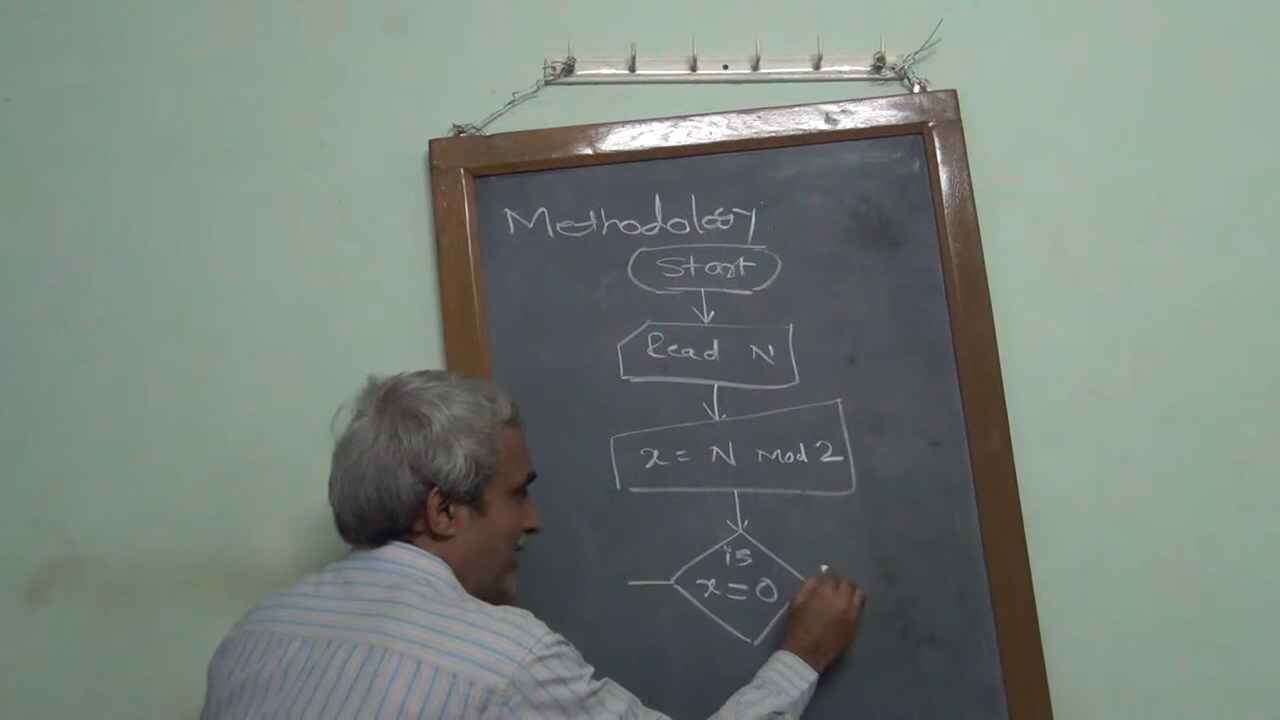 Methodology
Start
Read N
x = N Mod 2
is
x = 0